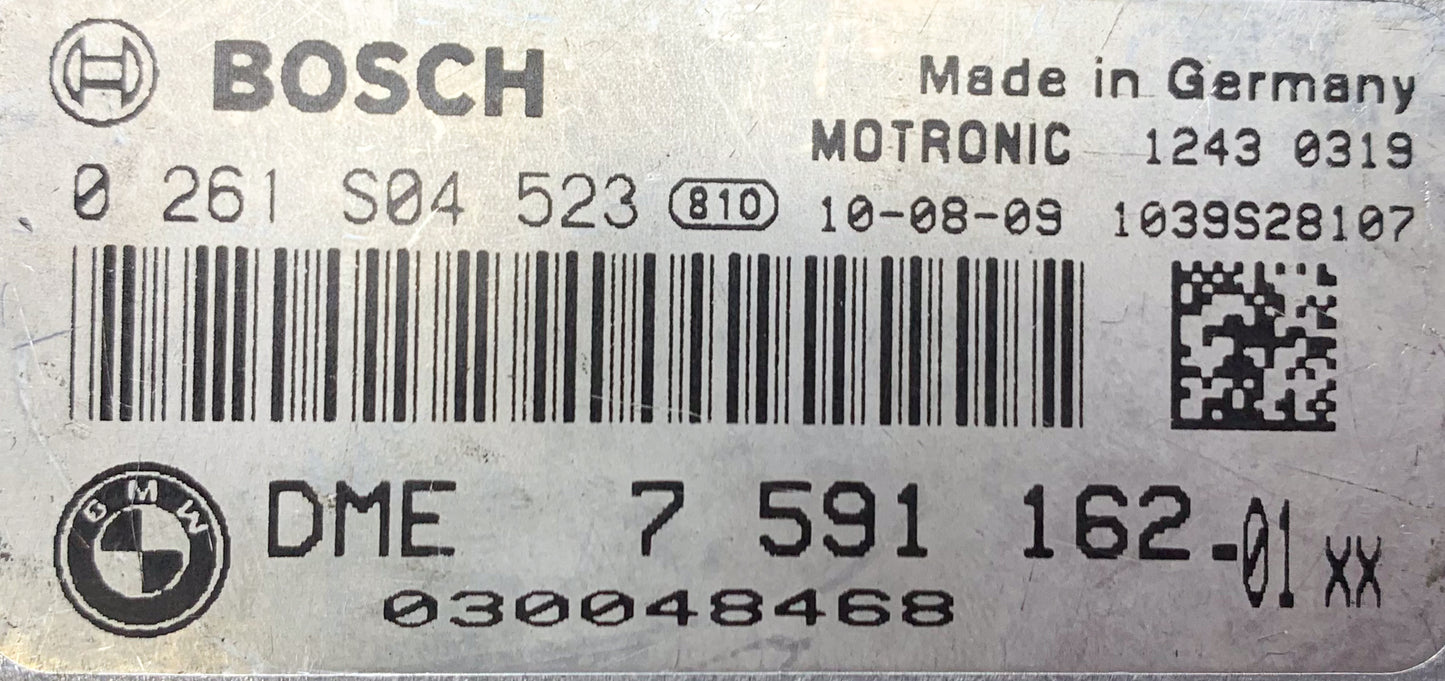 BOSCH
Made in Germany
MOTRONIC 1243 0319
0 261 S04 523 810 10-08-09 1039S28107
BMW
DME 7 591 162-01 XX
030048468